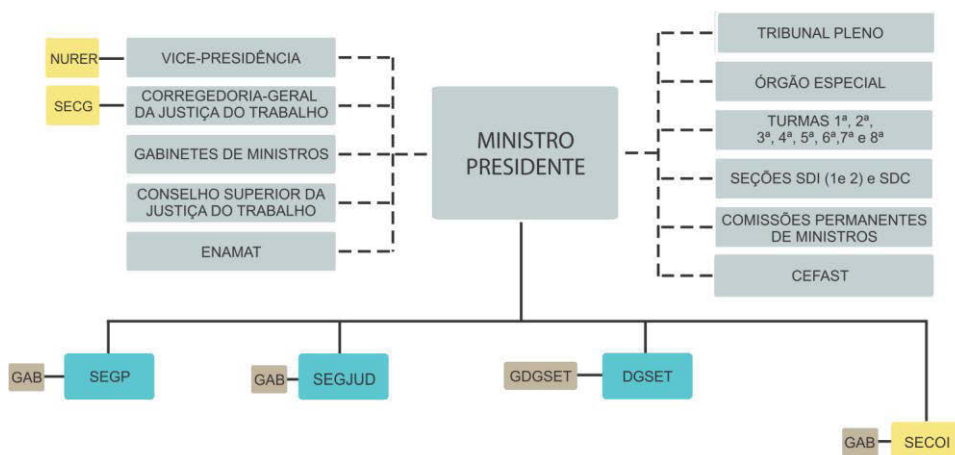 NURER
VICE-PRESIDÊNCIA
SECG
CORREGEDORIA-GERAL
DA JUSTIÇA DO TRABALHO
GABINETES DE MINISTROS
CONSELHO SUPERIOR DA
JUSTIÇA DO TRABALHO
ENAMAT
MINISTRO
PRESIDENTE
TRIBUNAL PLENO
ÓRGÃO ESPECIAL
TURMAS 1ª, 2ª,
3ª, 4ª, 5ª, 6ª,7ª e 8ª
SEÇÕES SDI (1e 2) e SDC
COMISSÕES PERMANENTES
DE MINISTROS
CEFAST
GAB
SEGP
GAB
SEGJUD
GDGSET
DGSET
GAB
SECOI